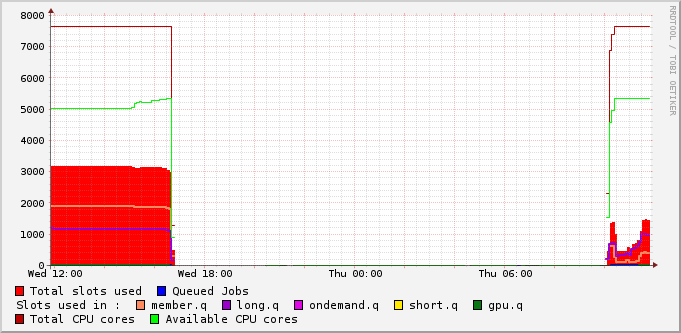 8000
7000
6000
5000
4000
3000
2000
1000
0
Wed 12:00 Wed 18:00 Thu 00:00 Thu 06:00
Total slots used Queued Jobs
Slots used in : member.q long.q ondemand.q short.q gpu.q
Total CPU cores Available CPU cores
RRDTOOL / TOBI OETIKER